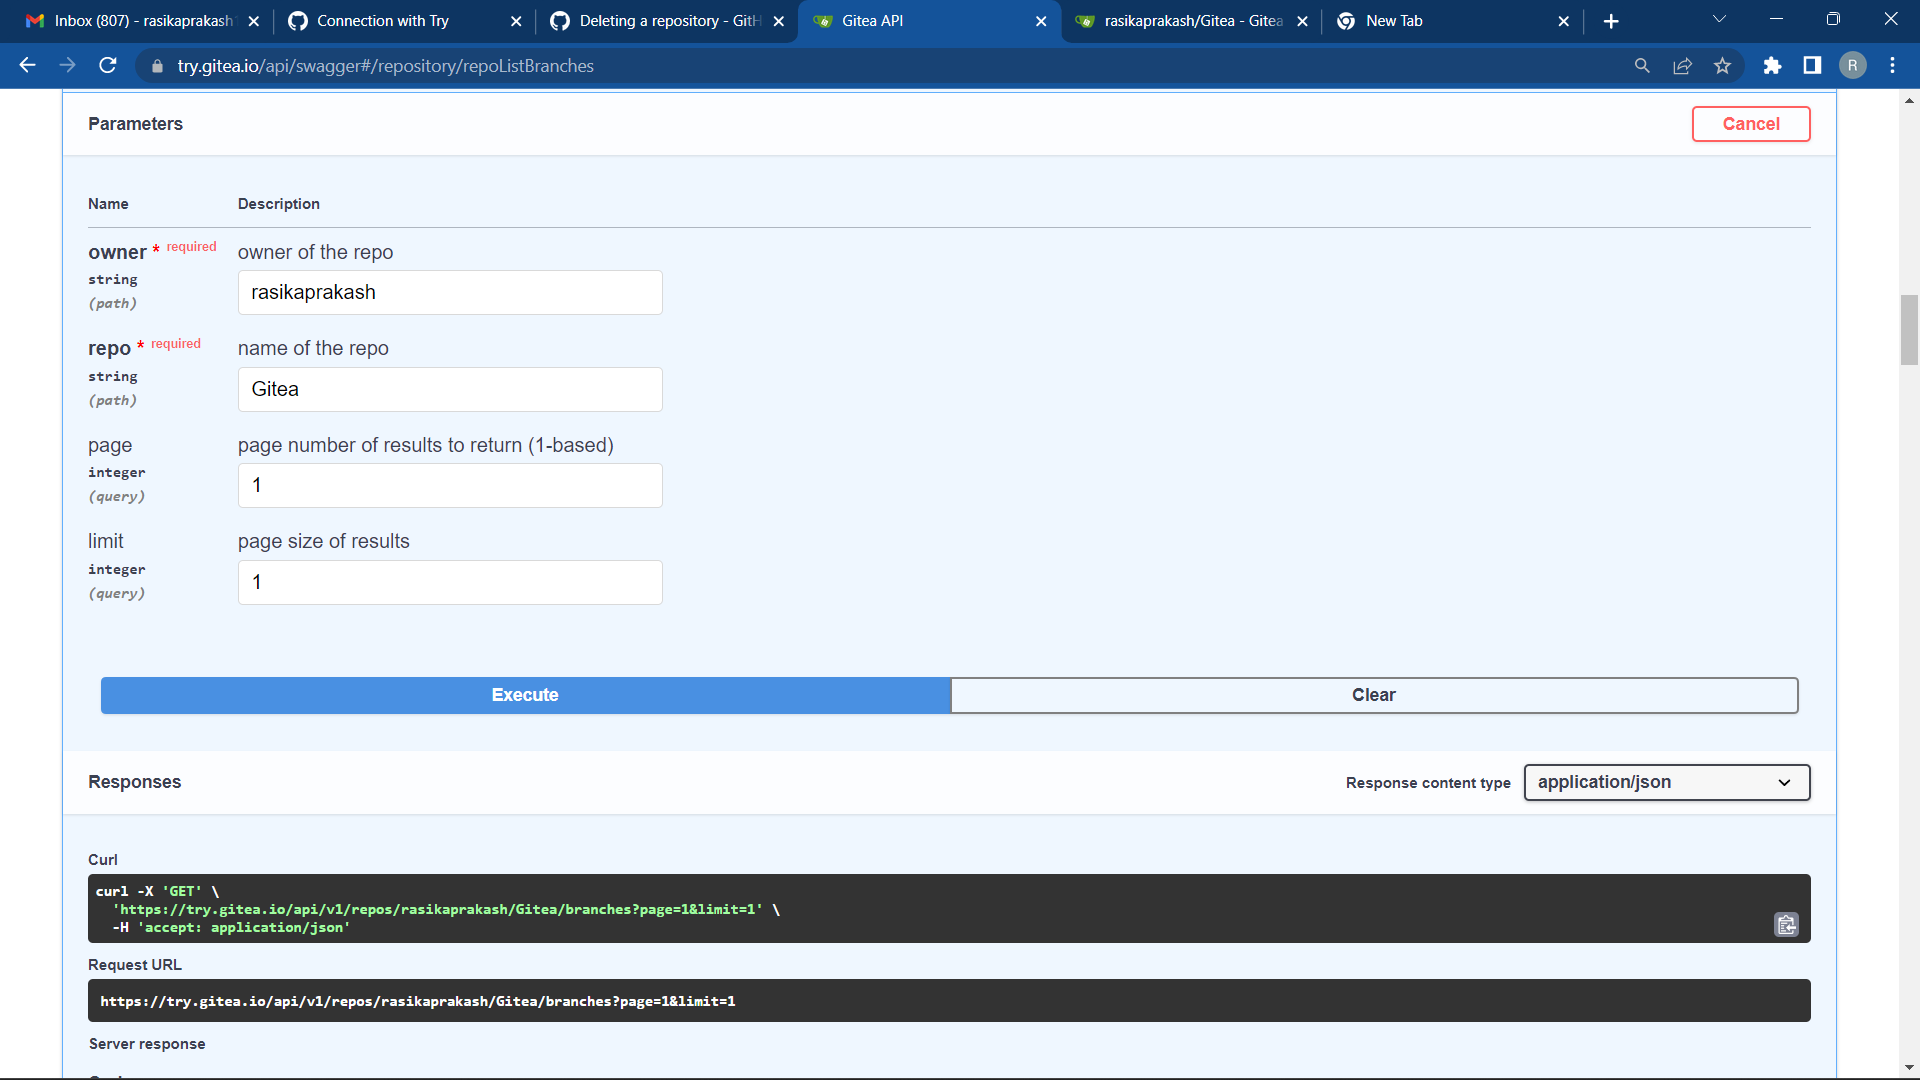 Inbox (807) - rasikaprakash
Connection with Try
Deleting a repository - GitH
Gitea API
rasikaprakash/Gitea - Gitea
New Tab
try.gitea.io/api/swagger#/repository/repoListBranches
R
Parameters
Cancel
Name Description
owner * required owner of the repo
string
(path)
rasikaprakash
repo * required name of the repo
string
(path)
Gitea
page page number of results to return (1-based)
integer
(query)
1
limit page size of results
integer
(query)
1
Execute Clear
Responses Response content type application/json
Curl
curl -X 'GET' \
'https://try.gitea.io/api/v1/repos/rasikaprakash/Gitea/branches?page=1&limit=1' \
-H 'accept: application/json'
Request URL
https://try.gitea.io/api/v1/repos/rasikaprakash/Gitea/branches?page=1&limit=1
Server response